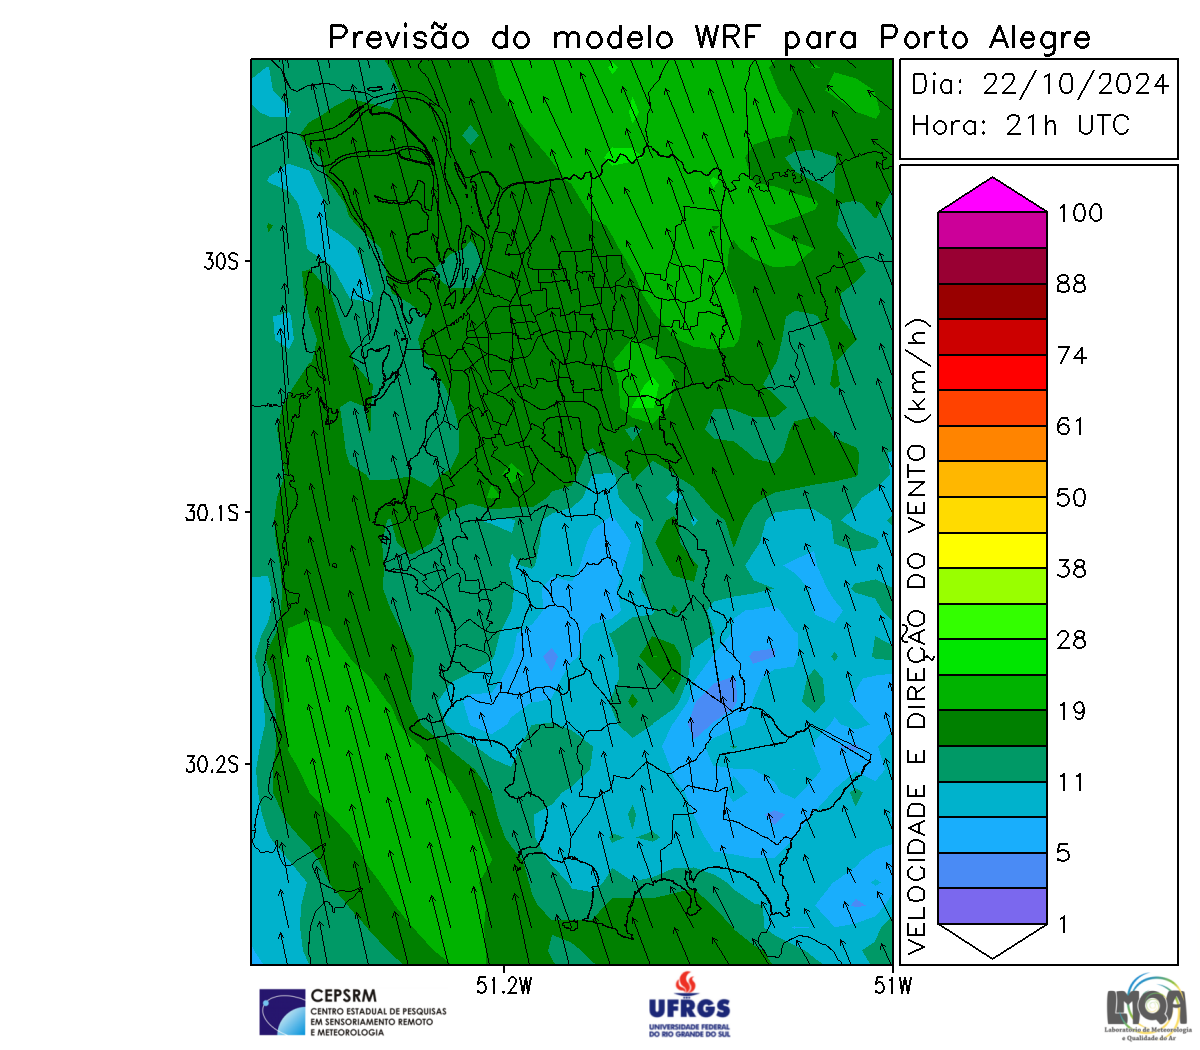 Previsão do modelo WRF para Porto Alegre
Dia: 22/10/2024
Hora: 21h UTC
VELOCIDADE E DIREÇÃO DO VENTO (km/h)
100
88
74
61
50
38
28
19
11
5
1
30S
30.1S
30.2S
51.2W
51W
CEPSRM
CENTRO ESTADUAL DE PESQUISAS
EM SENSORIAMENTO REMOTO
E METEOROLOGIA
UFRGS
UNIVERSIDADE FEDERAL
DO RIO GRANDE DO SUL
LMQA
Laboratório de Meteorologia
e Qualidade do Ar